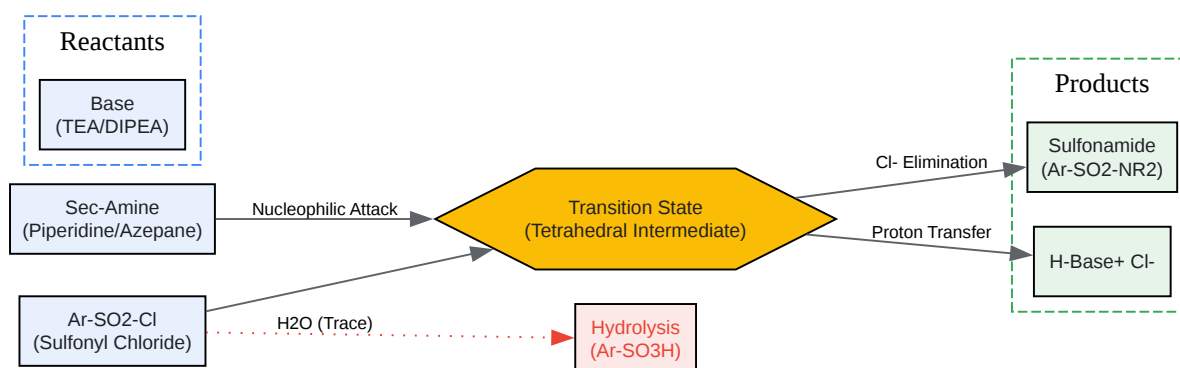 Reactants
Base
(TEA/DIPEA)
Sec-Amine
(Piperidine/Azepane)
Nucleophilic Attack
Ar-SO2-Cl
(Sulfonyl Chloride)
H2O (Trace)
Transition State
(Tetrahedral Intermediate)
Hydrolysis
(Ar-SO3H)
Cl- Elimination
Proton Transfer
Products
Sulfonamide
(Ar-SO2-NR2)
H-Base+ Cl-